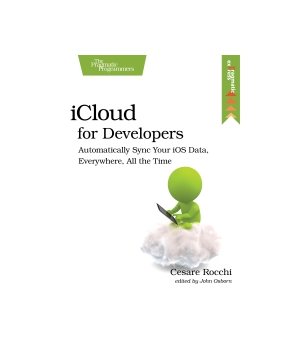 The
Pragmatic
Programmers
iCloud
for Developers
Automatically Sync Your iOS Data,
Everywhere, All the Time
Cesare Rocchi
edited by John Osborn